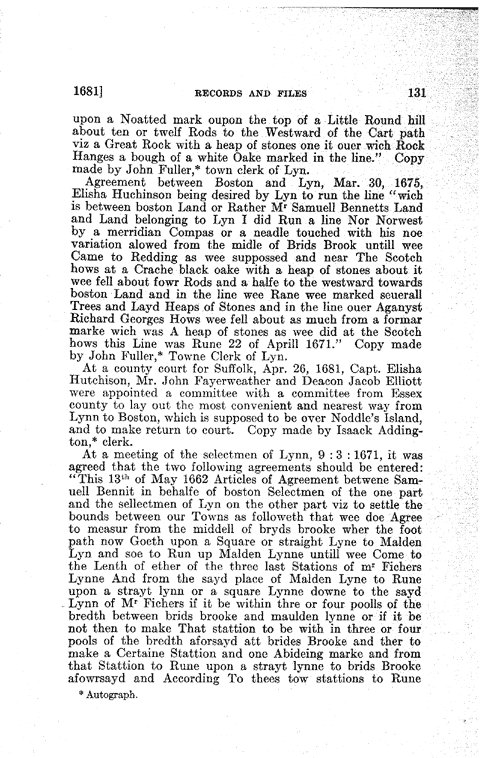 1681] RECORDS AND FILES 131
upon a Noatted mark oupon the top of a Little Round hill
about ten or twelf Rods to the Westward of the Cart path
viz a Great Rock with a heap of stones one it ouer wich Rock
Hanges a bough of a white Oake marked in the line." Copy
made by John Fuller,* town clerk of Lyn.
Agreement between Boston and Lyn, Mar. 30, 1675,
Elisha Huchinson being desired by Lyn to run the line "wich
is between boston Land or Rather Mr Samuell Bennetts Land
and Land belonging to Lyn I did Run a line Nor Norwest
by a merridian Compas or a neadle touched with his noe
variation alowed from the midle of Brids Brook untill wee
Came to Redding as wee suppossed and near The Scotch
hows at a Crache black oake with a heap of stones about it
wee fell about fowr Rods and a halfe to the westward towards
boston Land and in the line wee Rane wee marked seuerall
Trees and Layd Heaps of Stones and in the line ouer Aganyst
Richard Georges Hows wee fell about as much from a formar
marke wich was A heap of stones as wee did at the Scotch
hows this Line was Rune 22 of Aprill 1671." Copy made
by John Fuller,* Towne Clerk of Lyn.
At a county court for Suffolk, Apr. 26, 1681, Capt. Elisha
Hutchison, Mr. John Fayerweather and Deacon Jacob Elliott
were appointed a committee with a committee from Essex
county to lay out the most convenient and nearest way from
Lynn to Boston, which is supposed to be over Noddle's Island,
and to make return to court. Copy made by Isaack Adding-
ton,* clerk.
At a meeting of the selectmen of Lynn, 9 : 3 : 1671, it was
agreed that the two following agreements should be entered:
"This 13th of May 1662 Articles of Agreement betwene Sam-
uell Bennit in behalfe of boston Selectmen of the one part
and the sellectmen of Lyn on the other part viz to settle the
bounds between our Towns as followeth that wee doe Agree
to measur from the middell of bryds brooke wher the foot
path now Goeth upon a Square or straight Lyne to Malden
Lyn and soe to Run up Malden Lynne untill wee Come to
the Lenth of ether of the three last Stations of mr Fichers
Lynne And from the sayd place of Malden Lyne to Rune
upon a strayt lynn or a square Lynne downe to the sayd
Lynn of Mr Fichers if it be within thre or four poolls of the
bredth between brids brooke and maulden lynne or if it be
not then to make That stattion to be with in three or four
pools of the bredth aforsayd att brides Brooke and ther to
make a Certaine Stattion and one Abideing marke and from
that Stattion to Rune upon a strayt lynne to brids Brooke
afowrsayd and According To thees tow stattions to Rune
* Autograph.